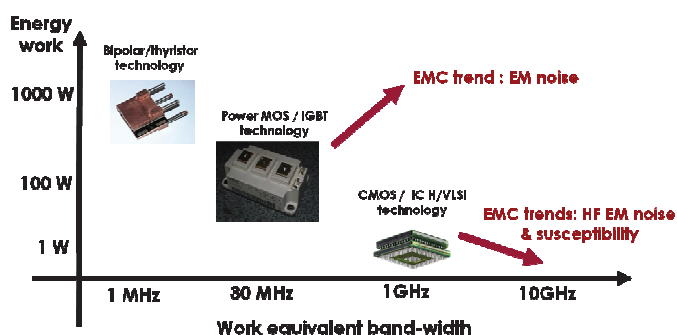 Energy
work
Bipolar/thyristor
technology
1000 W
EMC trend : EM noise
Power MOS / IGBT
technology
100 W
CMOS / IC H/VLSI
technology
EMC trends: HF EM noise
& susceptibility
1 W
1 MHz
30 MHz
1GHz
10GHz
Work equivalent band-width